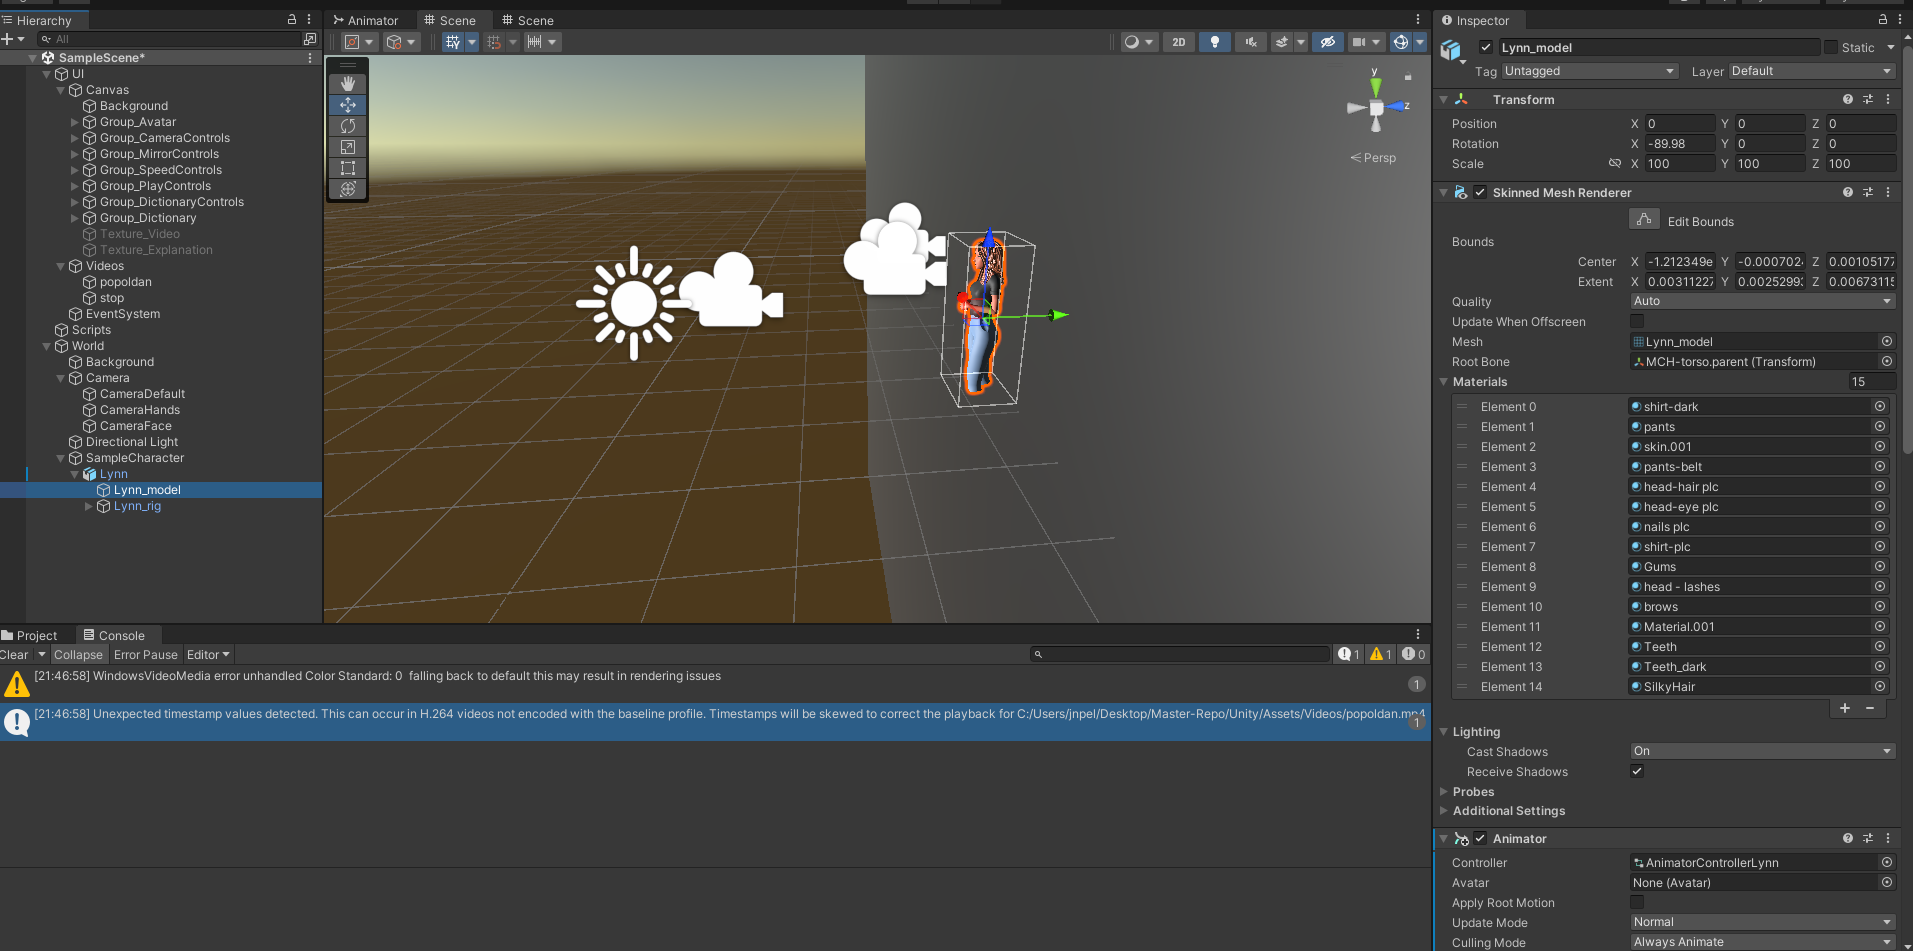 Hierarchy
All
SampleScene*
UI
Canvas
Background
Group_Avatar
Group_CameraControls
Group_MirrorControls
Group_SpeedControls
Group_PlayControls
Group_DictionaryControls
Group_Dictionary
Texture_Video
Texture_Explanation
Videos
popoldan
stop
EventSystem
Scripts
World
Background
Camera
CameraDefault
CameraHands
CameraFace
Directional Light
SampleCharacter
Lynn
Lynn_model
Lynn_rig
Animator Scene Scene
2D
y
z
Persp
Project Console
Clear Collapse Error Pause Editor
1 1 0
[21:46:58] WindowsVideoMedia error unhandled Color Standard: 0 falling back to default this may result in rendering issues
1
[21:46:58] Unexpected timestamp values detected. This can occur in H.264 videos not encoded with the baseline profile. Timestamps will be skewed to correct the playback for C:/Users/jnpel/Desktop/Master-Repo/Unity/Assets/Videos/popoldan.mp4
1
Inspector
Lynn_model Static
Tag Untagged Layer Default
Transform
Position X 0 Y 0 Z 0
Rotation X -89.98 Y 0 Z 0
Scale X 100 Y 100 Z 100
Skinned Mesh Renderer
Edit Bounds
Bounds
Center X -1.212349e Y -0.0007024 Z 0.00105177
Extent X 0.00311227 Y 0.0025299 Z 0.00673115
Quality Auto
Update When Offscreen
Mesh Lynn_model
Root Bone MCH-torso.parent (Transform)
Materials 15
Element 0 shirt-dark
Element 1 pants
Element 2 skin.001
Element 3 pants-belt
Element 4 head-hair plc
Element 5 head-eye plc
Element 6 nails plc
Element 7 shirt-plc
Element 8 Gums
Element 9 head - lashes
Element 10 brows
Element 11 Material.001
Element 12 Teeth
Element 13 Teeth_dark
Element 14 SilkyHair
+ −
Lighting
Cast Shadows On
Receive Shadows
Probes
Additional Settings
Animator
Controller AnimatorControllerLynn
Avatar None (Avatar)
Apply Root Motion
Update Mode Normal
Culling Mode Always Animate